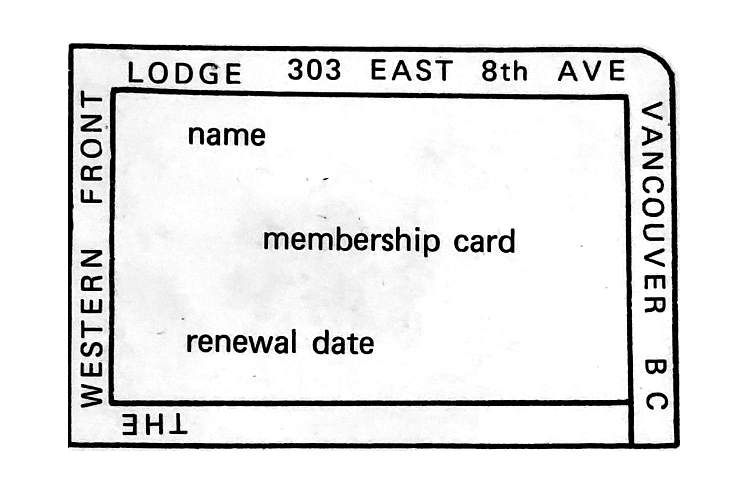 THE
WESTERN FRONT
LODGE 303 EAST 8th AVE
VANCOUVER BC
name
membership card
renewal date